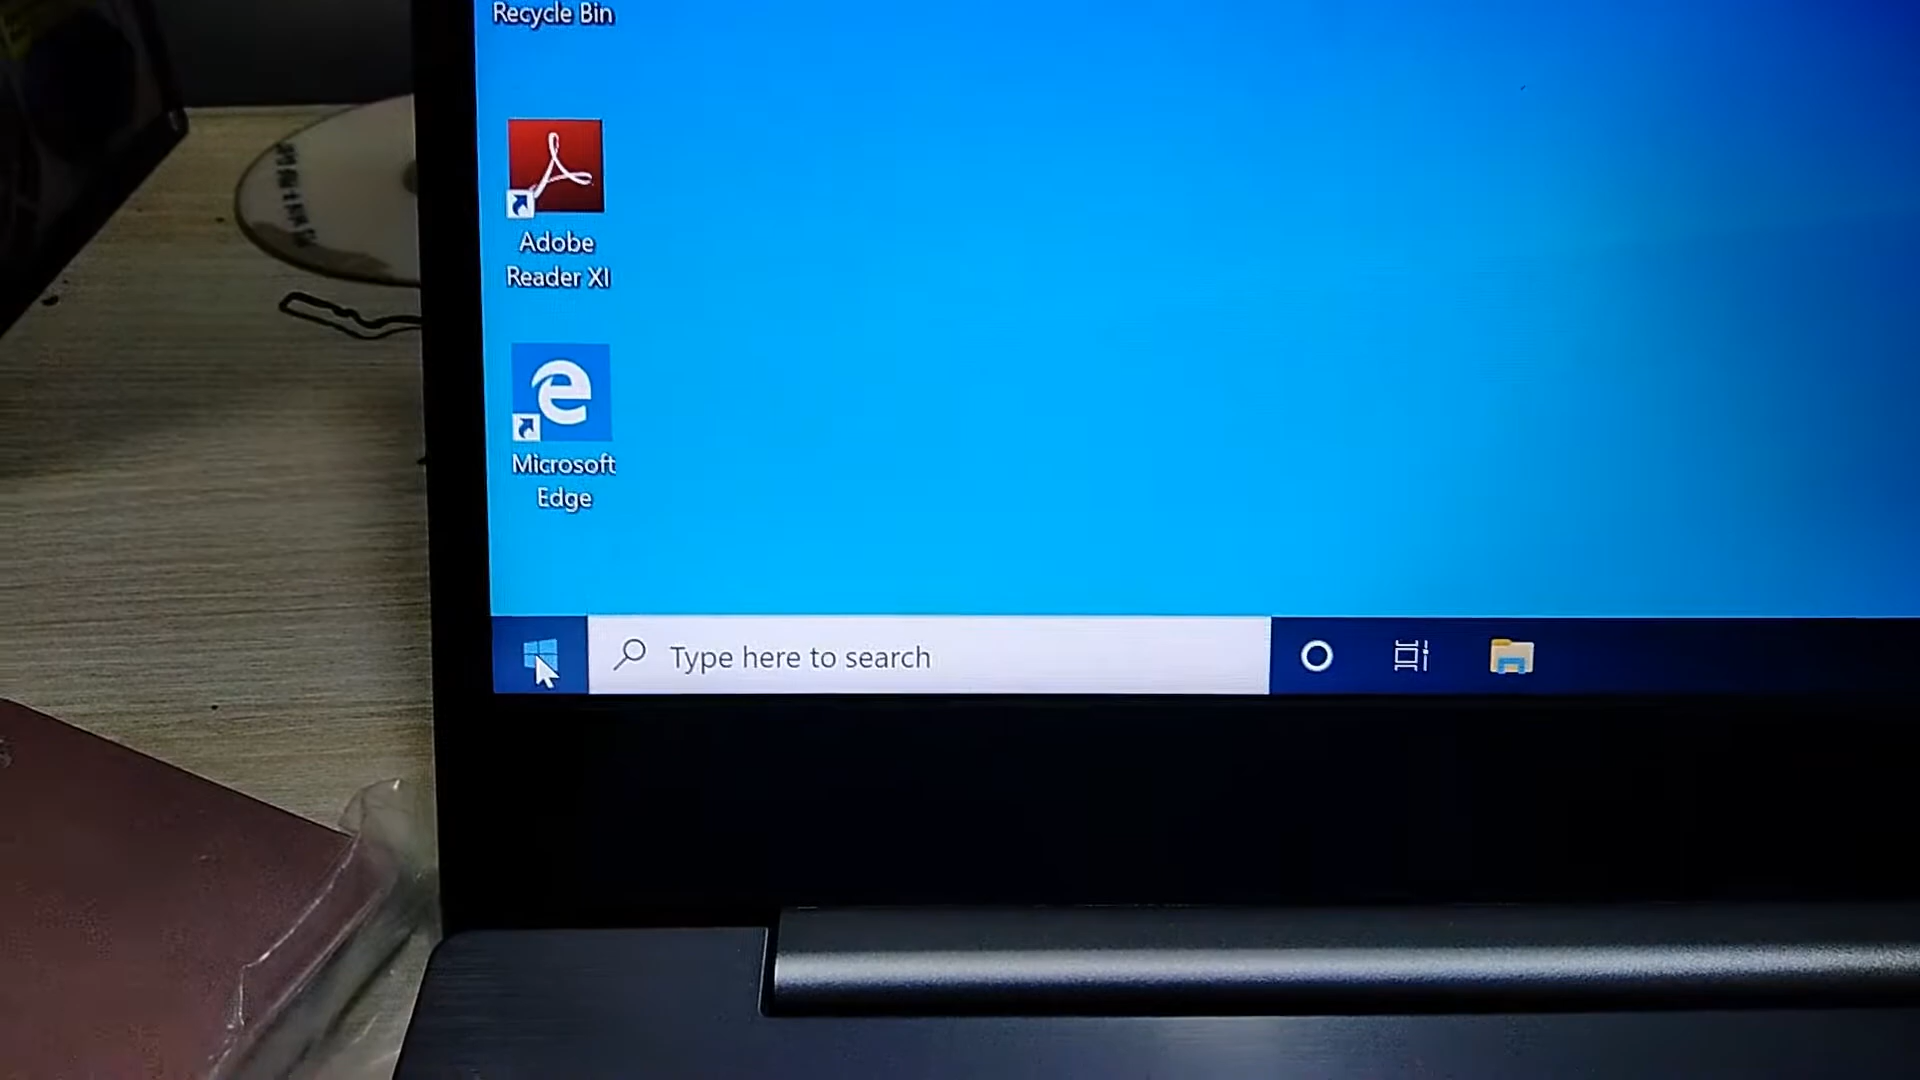 Recycle Bin
Adobe
Reader XI
Microsoft
Edge
Type here to search